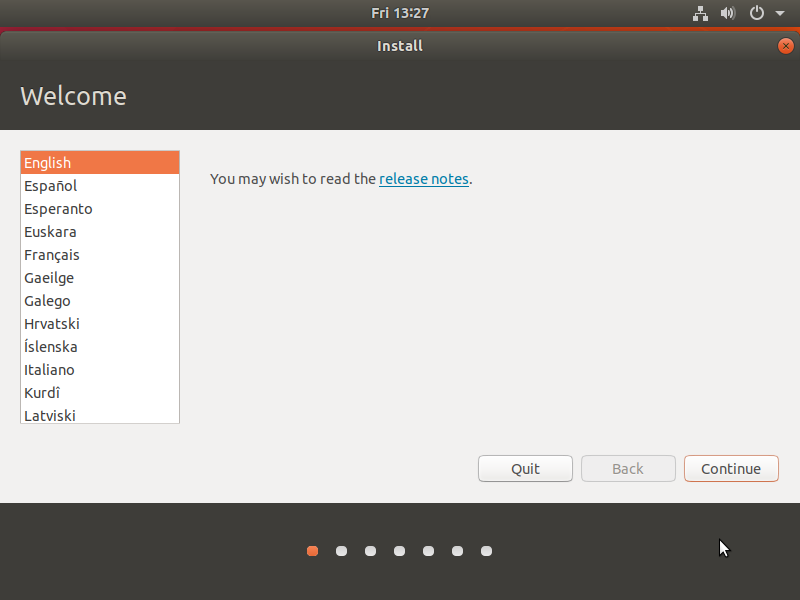 Fri 13:27
Install
Welcome
English
Español
Esperanto
Euskara
Français
Gaeilge
Galego
Hrvatski
Íslenska
Italiano
Kurdî
Latviski
You may wish to read the release notes.
Quit
Back
Continue